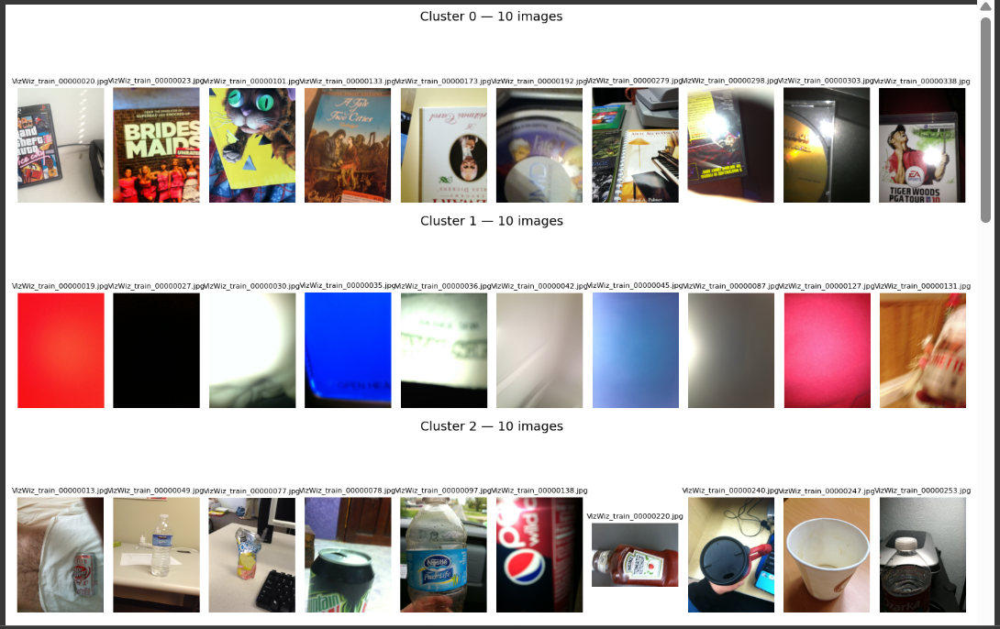 Cluster 0 — 10 images
VizWiz_train_00000020.jpg VizWiz_train_00000023.jpg VizWiz_train_00000101.jpg VizWiz_train_00000133.jpg VizWiz_train_00000173.jpg VizWiz_train_00000192.jpg VizWiz_train_00000279.jpg VizWiz_train_00000298.jpg VizWiz_train_00000303.jpg VizWiz_train_00000338.jpg
BRIDES
MAIDS
UNRATED
A Tale
of
Two Cities
EA
TIGER WOODS
PGA TOUR 10
Cluster 1 — 10 images
VizWiz_train_00000019.jpg VizWiz_train_00000027.jpg VizWiz_train_00000030.jpg VizWiz_train_00000035.jpg VizWiz_train_00000036.jpg VizWiz_train_00000042.jpg VizWiz_train_00000045.jpg VizWiz_train_00000087.jpg VizWiz_train_00000127.jpg VizWiz_train_00000131.jpg
Cluster 2 — 10 images
VizWiz_train_00000013.jpg VizWiz_train_00000049.jpg VizWiz_train_00000077.jpg VizWiz_train_00000078.jpg VizWiz_train_00000097.jpg VizWiz_train_00000138.jpg VizWiz_train_00000220.jpg VizWiz_train_00000240.jpg VizWiz_train_00000247.jpg VizWiz_train_00000253.jpg
Nestle
Pure Life
pepsi wild